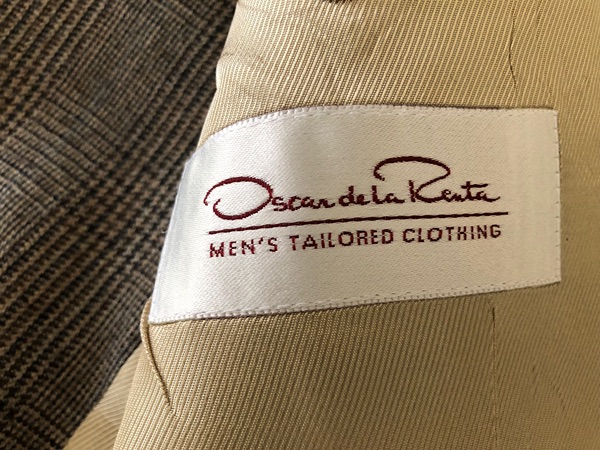 Oscar de la Renta
MEN'S TAILORED CLOTHING